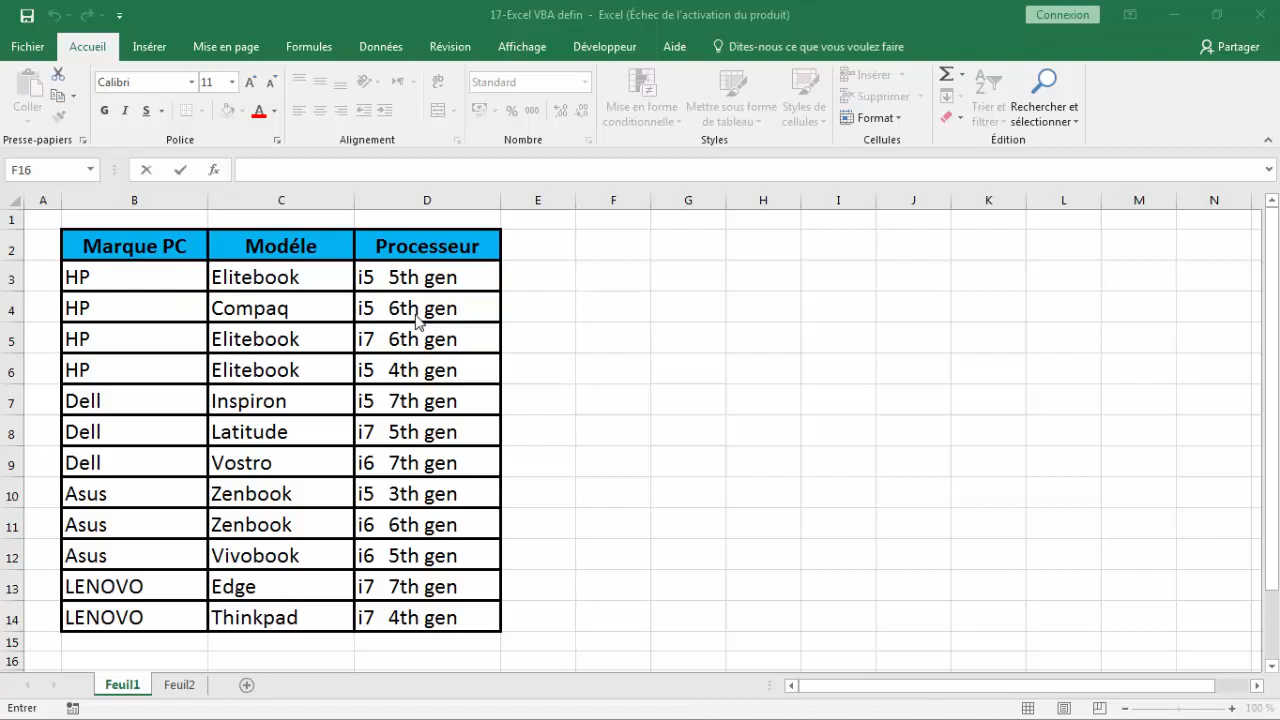 17-Excel VBA defin - Excel (Échec de l'activation du produit)
Connexion
Fichier Accueil Insérer Mise en page Formules Données Révision Affichage Développeur Aide Dites-nous ce que vous voulez faire Partager
Coller
Calibri 11
G I S
Standard
% 000
Mise en forme conditionnelle
Mettre sous forme de tableau
Styles de cellules
Insérer
Supprimer
Format
Trier et filtrer
Rechercher et sélectionner
Presse-papiers Police Alignement Nombre Styles Cellules Édition
F16 fx
A B C D E F G H I J K L M N
1
2 Marque PC Modéle Processeur
3 HP Elitebook i5 5th gen
4 HP Compaq i5 6th gen
5 HP Elitebook i7 6th gen
6 HP Elitebook i5 4th gen
7 Dell Inspiron i5 7th gen
8 Dell Latitude i7 5th gen
9 Dell Vostro i6 7th gen
10 Asus Zenbook i5 3th gen
11 Asus Zenbook i6 6th gen
12 Asus Vivobook i6 5th gen
13 LENOVO Edge i7 7th gen
14 LENOVO Thinkpad i7 4th gen
15
16
Feuil1 Feuil2
Entrer 100 %